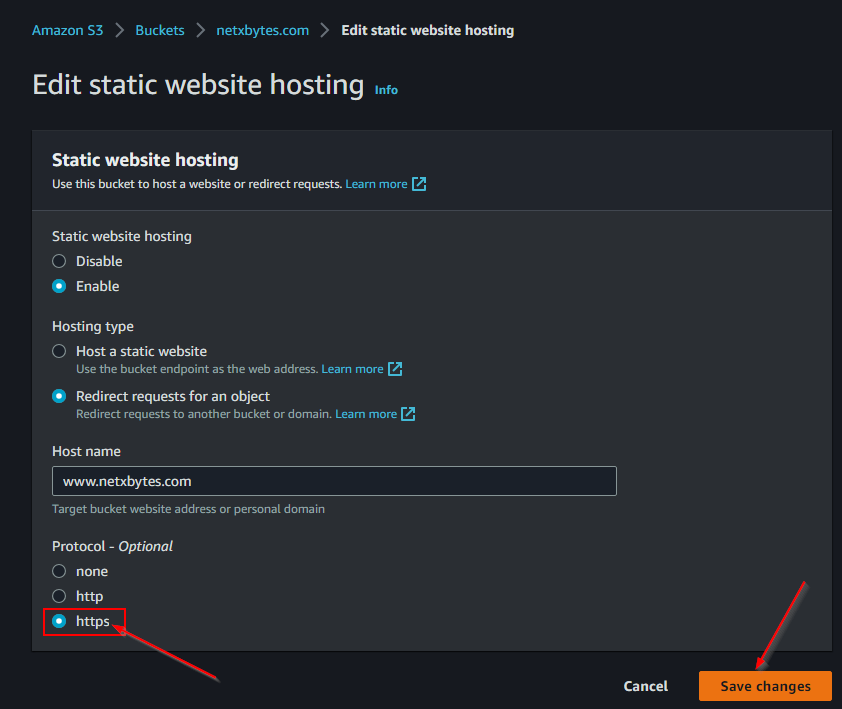 Amazon S3 > Buckets > netxbytes.com > Edit static website hosting
Edit static website hosting Info
Static website hosting
Use this bucket to host a website or redirect requests. Learn more
Static website hosting
Disable
Enable
Hosting type
Host a static website
Use the bucket endpoint as the web address. Learn more
Redirect requests for an object
Redirect requests to another bucket or domain. Learn more
Host name
www.netxbytes.com
Target bucket website address or personal domain
Protocol - Optional
none
http
https
Cancel Save changes